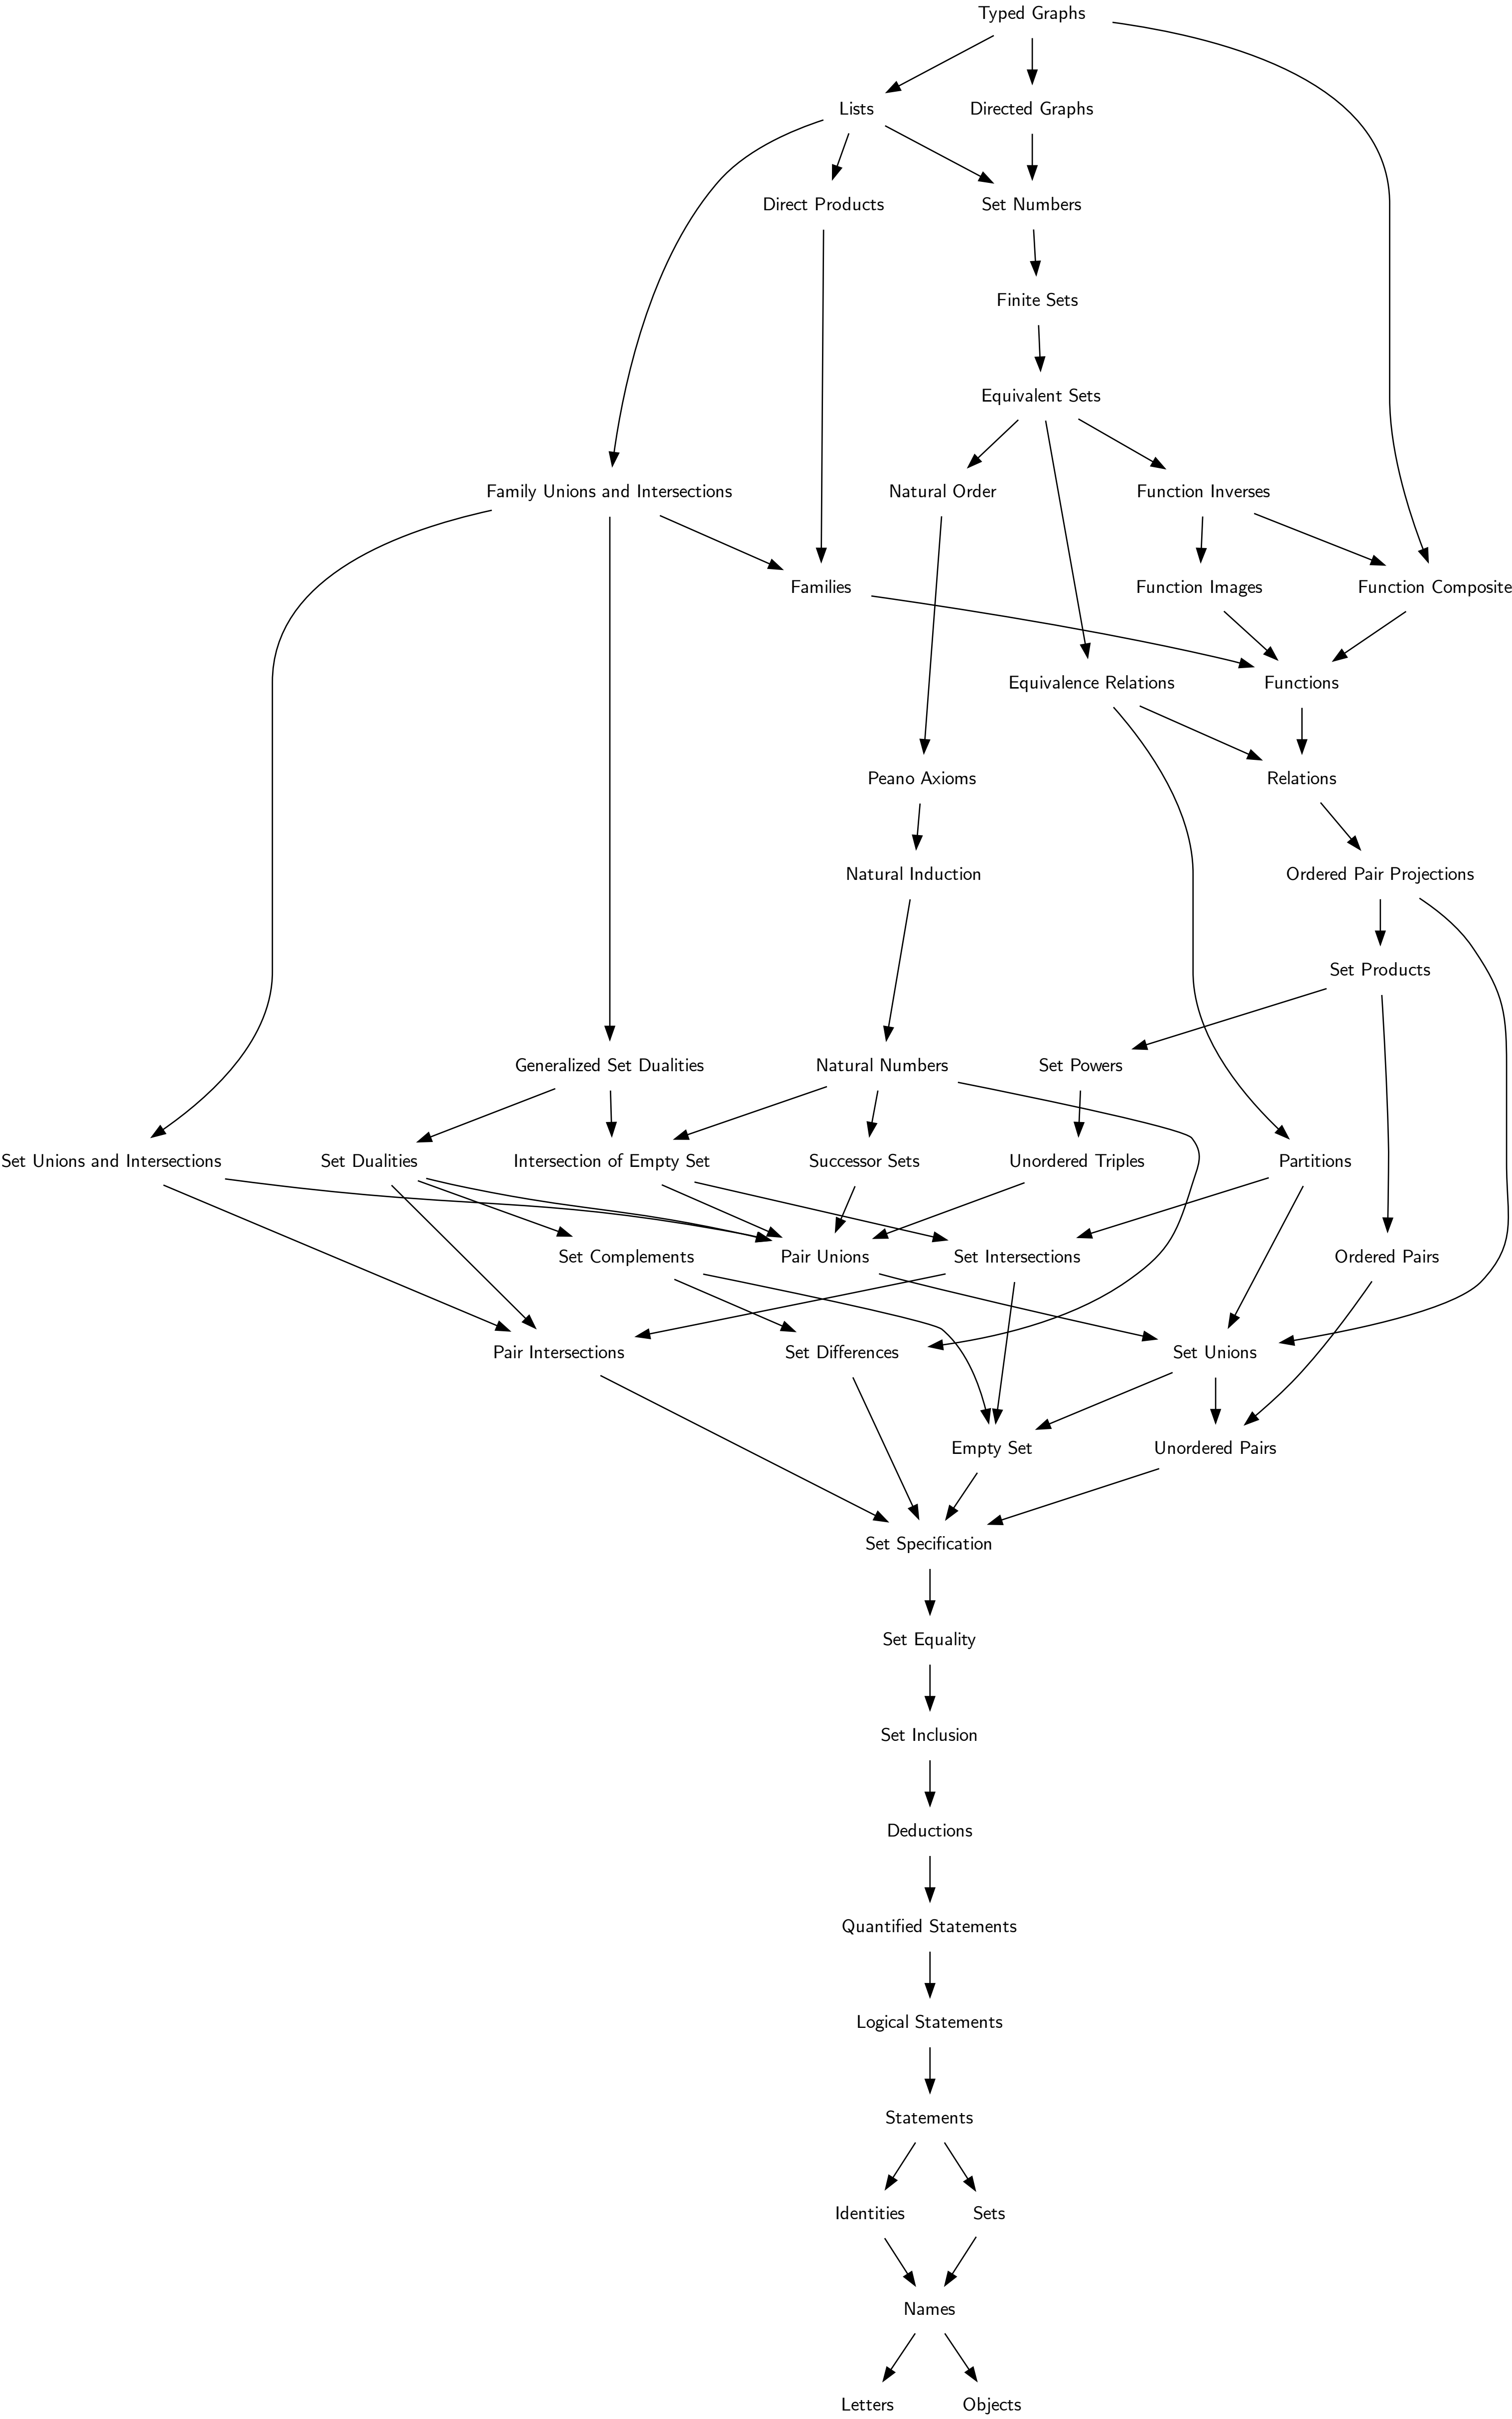 Typed Graphs
Lists
Directed Graphs
Direct Products
Set Numbers
Finite Sets
Equivalent Sets
Family Unions and Intersections
Natural Order
Function Inverses
Families
Function Images
Function Composite
Equivalence Relations
Functions
Peano Axioms
Relations
Natural Induction
Ordered Pair Projections
Set Products
Generalized Set Dualities
Natural Numbers
Set Powers
Set Unions and Intersections
Set Dualities
Intersection of Empty Set
Successor Sets
Unordered Triples
Partitions
Set Complements
Pair Unions
Set Intersections
Ordered Pairs
Pair Intersections
Set Differences
Set Unions
Empty Set
Unordered Pairs
Set Specification
Set Equality
Set Inclusion
Deductions
Quantified Statements
Logical Statements
Statements
Identities
Sets
Names
Letters
Objects